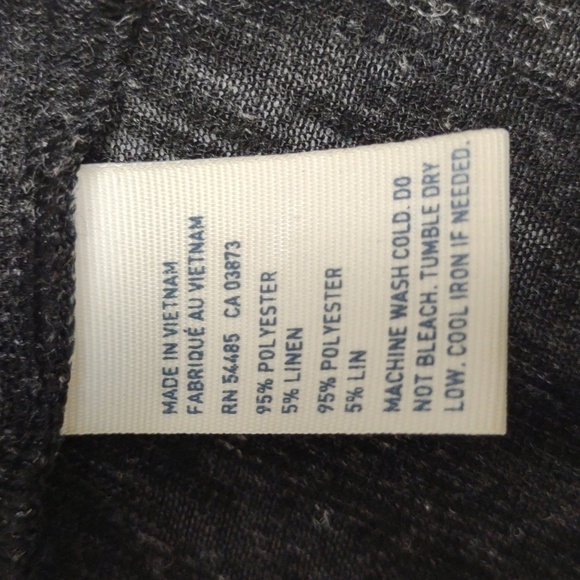 MADE IN VIETNAM
FABRIQUÉ AU VIETNAM
RN 54485 CA 03873
95% POLYESTER
5% LINEN
95% POLYESTER
5% LIN
MACHINE WASH COLD. DO
NOT BLEACH. TUMBLE DRY
LOW. COOL IRON IF NEEDED.